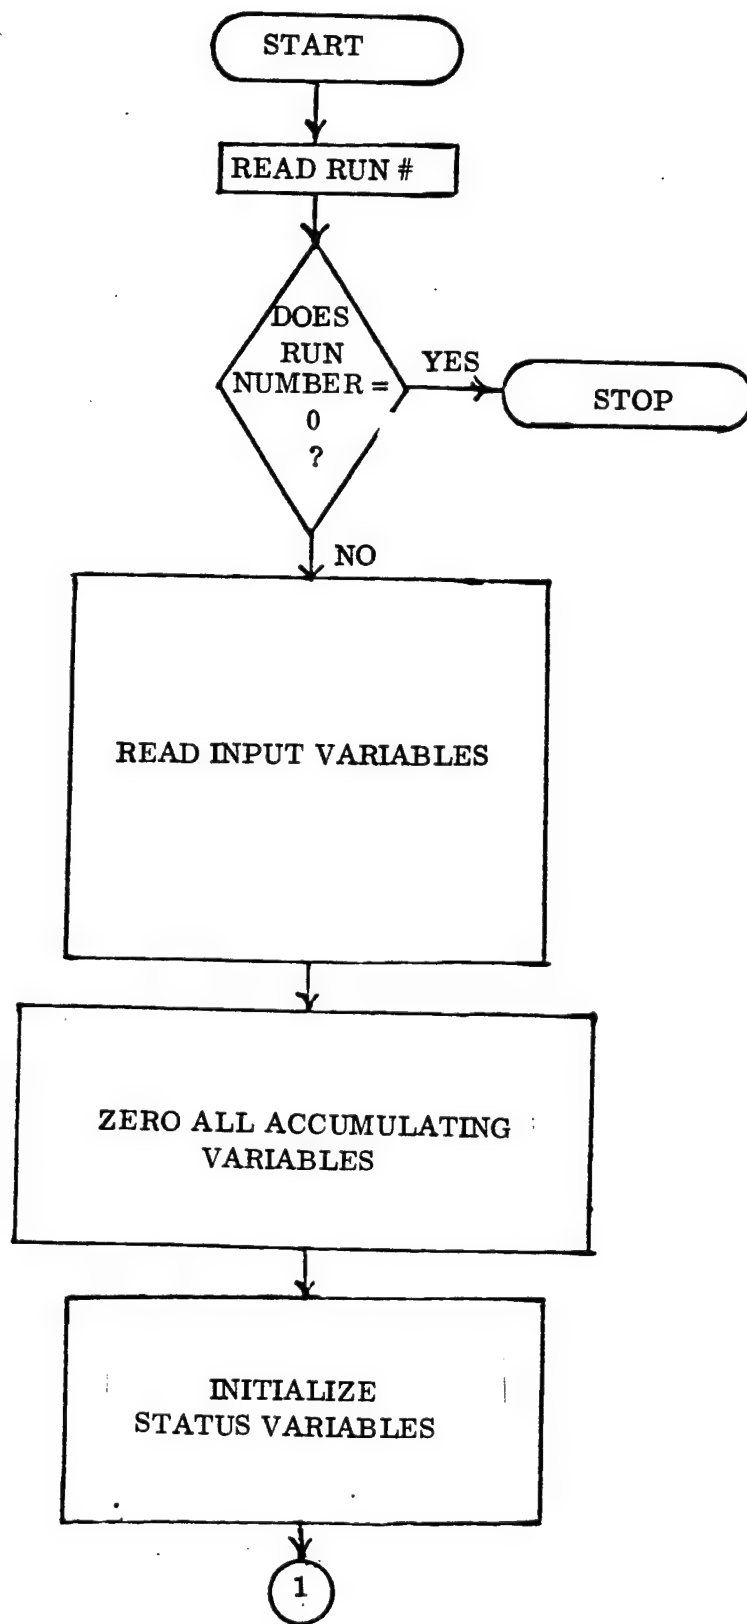 START
READ RUN #
DOES
RUN
NUMBER =
0
?
YES
STOP
NO
READ INPUT VARIABLES
ZERO ALL ACCUMULATING
VARIABLES
INITIALIZE
STATUS VARIABLES
1